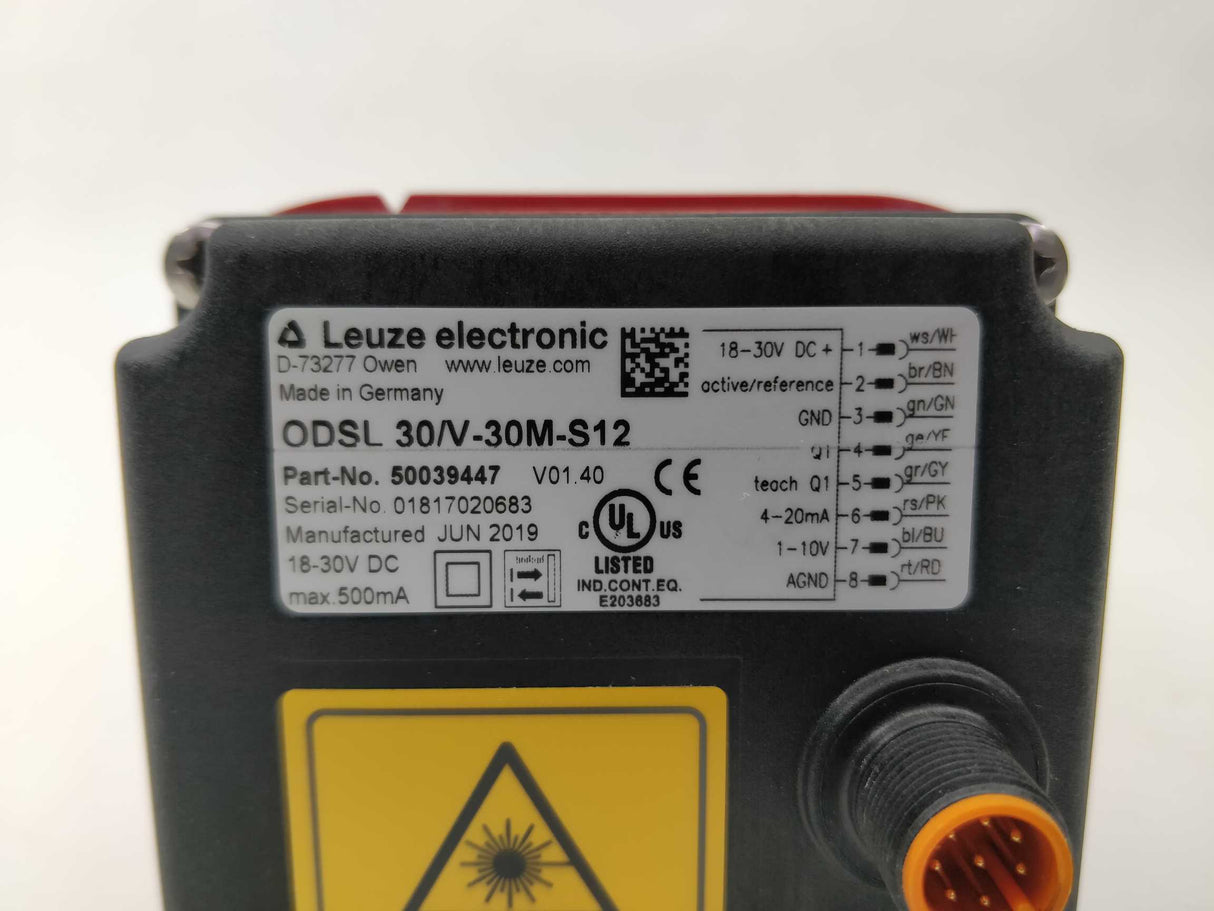 Leuze electronic
D-73277 Owen www.leuze.com
Made in Germany
ODSL 30/V-30M-S12
Part-No. 50039447 V01.40
Serial-No. 01817020683
Manufactured JUN 2019
18-30V DC
max.500mA
CE
C UL US
LISTED
IND.CONT.EQ.
E203683
18-30V DC + 1 ws/WH
active/reference 2 br/BN
GND 3 gn/GN
Q1 4 ge/YE
teach Q1 5 gr/GY
4-20mA 6 rs/PK
1-10V 7 bl/BU
AGND 8 rt/RD